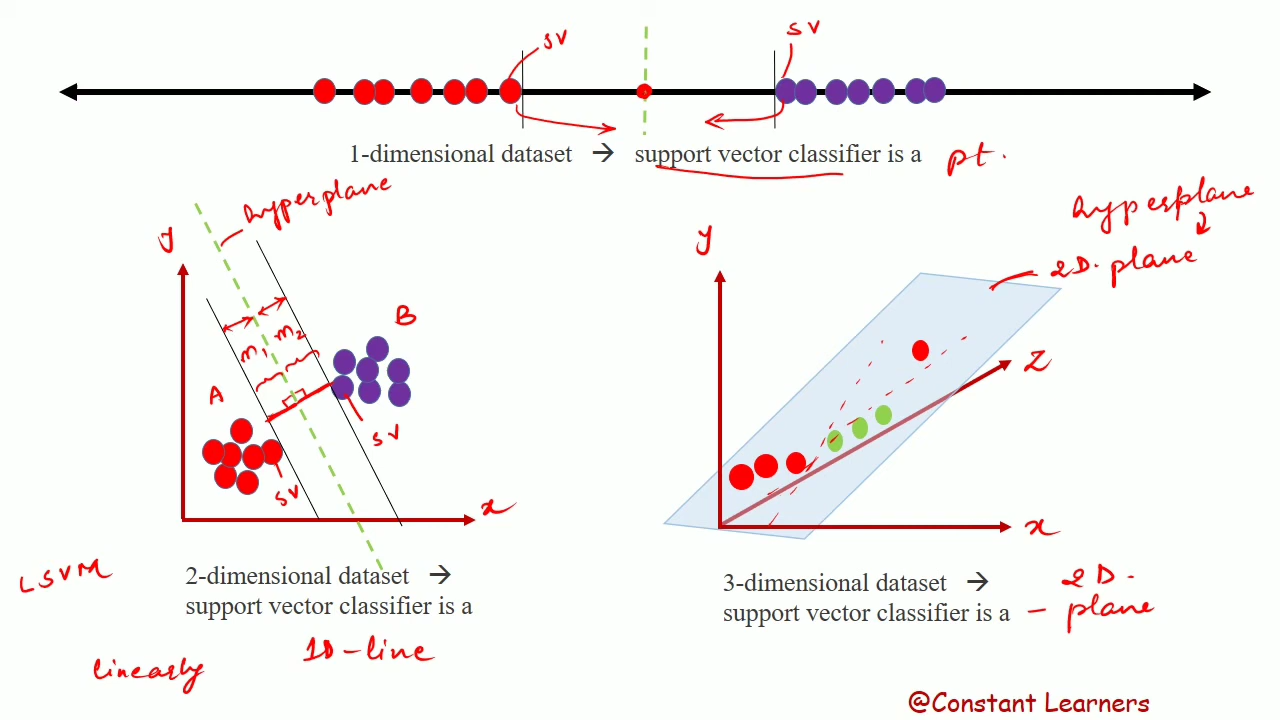 SV
SV
1-dimensional dataset → support vector classifier is a pt.
hyperplane
hyperplane
2D. plane
y
y
B
m1
m2
A
Z
SV
SV
x
x
LSVM
2-dimensional dataset →
support vector classifier is a
1D-line
3-dimensional dataset → 2D-
support vector classifier is a - plane
linearly
@Constant Learners